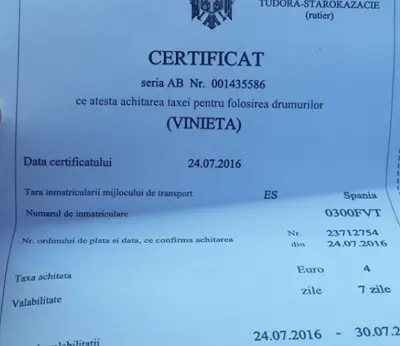 TUDORA-STAROKAZACIE
(rutier)
CERTIFICAT
seria AB Nr. 001435586
ce atesta achitarea taxei pentru folosirea drumurilor
(VINIETA)
Data certificatului 24.07.2016
Tara inmatricularii mijlocului de transport ES Spania
Numarul de inmatriculare 0300FVT
Nr. ordinului de plata si data, ce confirma achitarea Nr. 23712754
din 24.07.2016
Taxa achitata Euro 4
Valabilitate zile 7 zile
24.07.2016 - 30.07